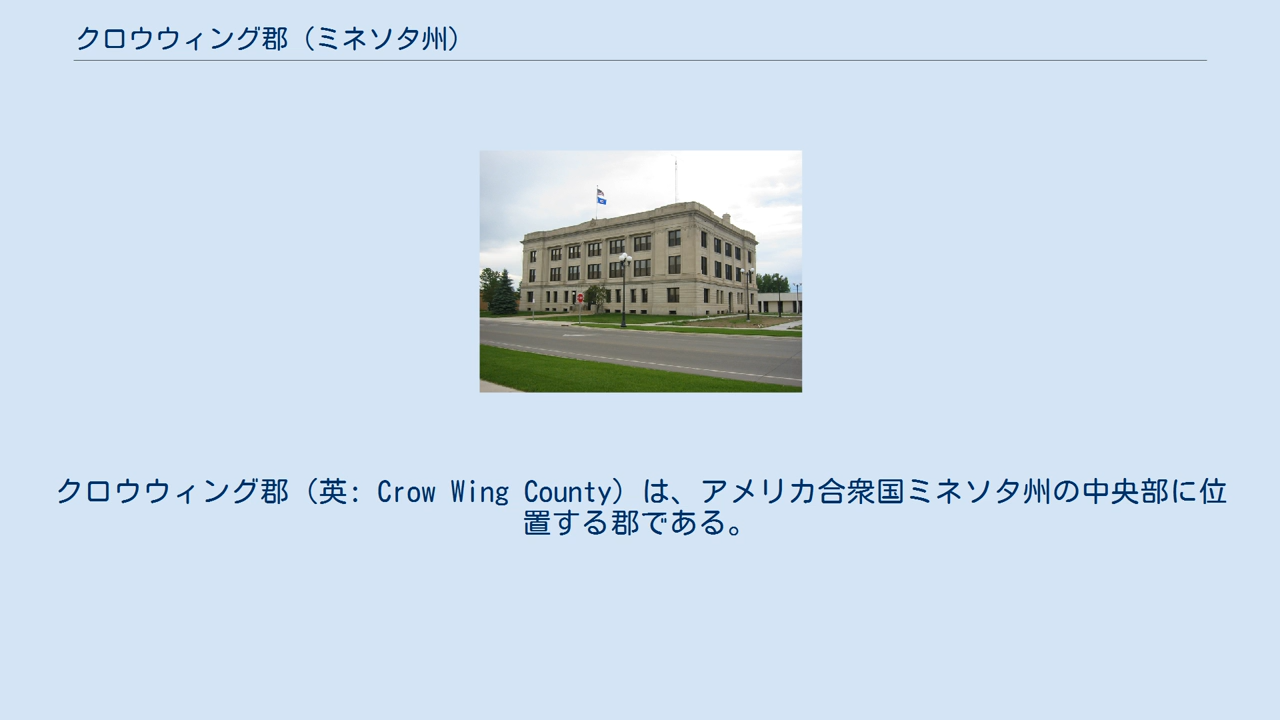 クロウウィング郡（ミネソタ州）
クロウウィング郡（英: Crow Wing County）は、アメリカ合衆国ミネソタ州の中央部に位
置する郡である。